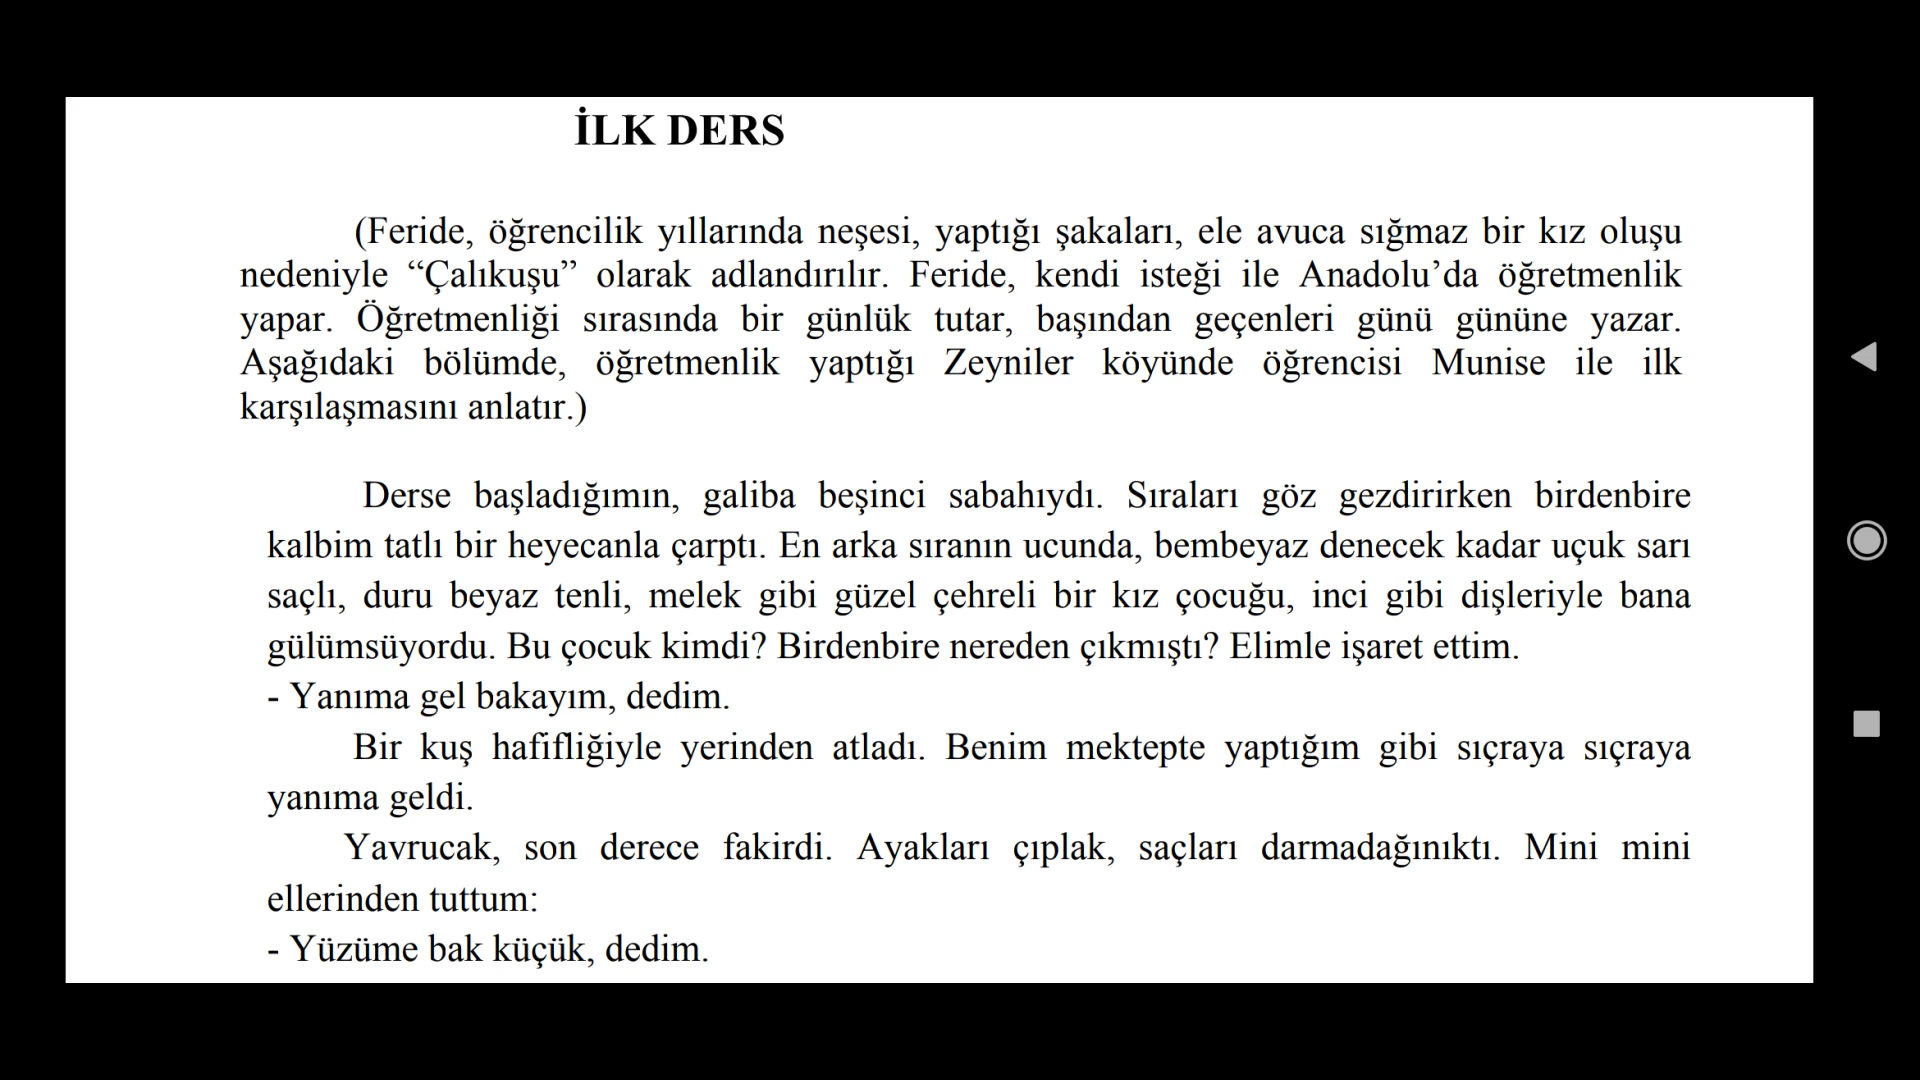 İLK DERS
(Feride, öğrencilik yıllarında neşesi, yaptığı şakaları, ele avuca sığmaz bir kız oluşu
nedeniyle “Çalıkuşu” olarak adlandırılır. Feride, kendi isteği ile Anadolu’da öğretmenlik
yapar. Öğretmenliği sırasında bir günlük tutar, başından geçenleri günü gününe yazar.
Aşağıdaki bölümde, öğretmenlik yaptığı Zeyniler köyünde öğrencisi Munise ile ilk
karşılaşmasını anlatır.)
Derse başladığımın, galiba beşinci sabahıydı. Sıraları göz gezdirirken birdenbire
kalbim tatlı bir heyecanla çarptı. En arka sıranın ucunda, bembeyaz denecek kadar uçuk sarı
saçlı, duru beyaz tenli, melek gibi güzel çehreli bir kız çocuğu, inci gibi dişleriyle bana
gülümsüyordu. Bu çocuk kimdi? Birdenbire nereden çıkmıştı? Elimle işaret ettim.
- Yanıma gel bakayım, dedim.
Bir kuş hafifliğiyle yerinden atladı. Benim mektepte yaptığım gibi sıçraya sıçraya
yanıma geldi.
Yavrucak, son derece fakirdi. Ayakları çıplak, saçları darmadağınıktı. Mini mini
ellerinden tuttum:
- Yüzüme bak küçük, dedim.